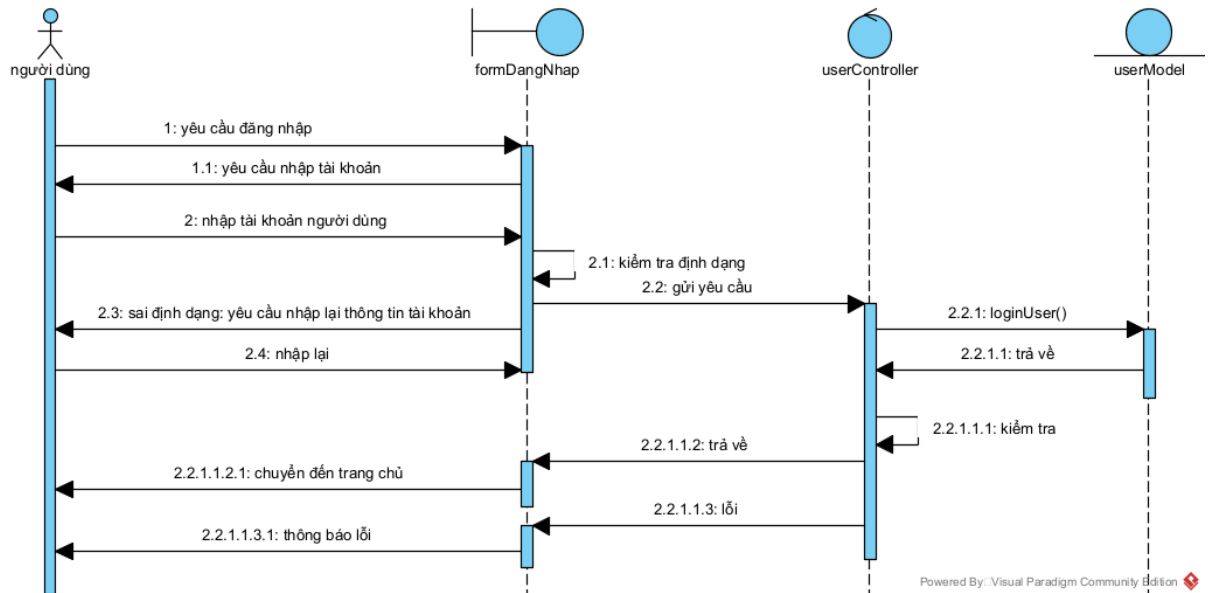 người dùng
formDangNhap
userController
userModel
1: yêu cầu đăng nhập
1.1: yêu cầu nhập tài khoản
2: nhập tài khoản người dùng
2.1: kiểm tra định dạng
2.2: gửi yêu cầu
2.3: sai định dạng: yêu cầu nhập lại thông tin tài khoản
2.2.1: loginUser()
2.4: nhập lại
2.2.1.1: trả về
2.2.1.1.1: kiểm tra
2.2.1.1.2: trả về
2.2.1.1.2.1: chuyển đến trang chủ
2.2.1.1.3: lỗi
2.2.1.1.3.1: thông báo lỗi
Powered By Visual Paradigm Community Edition